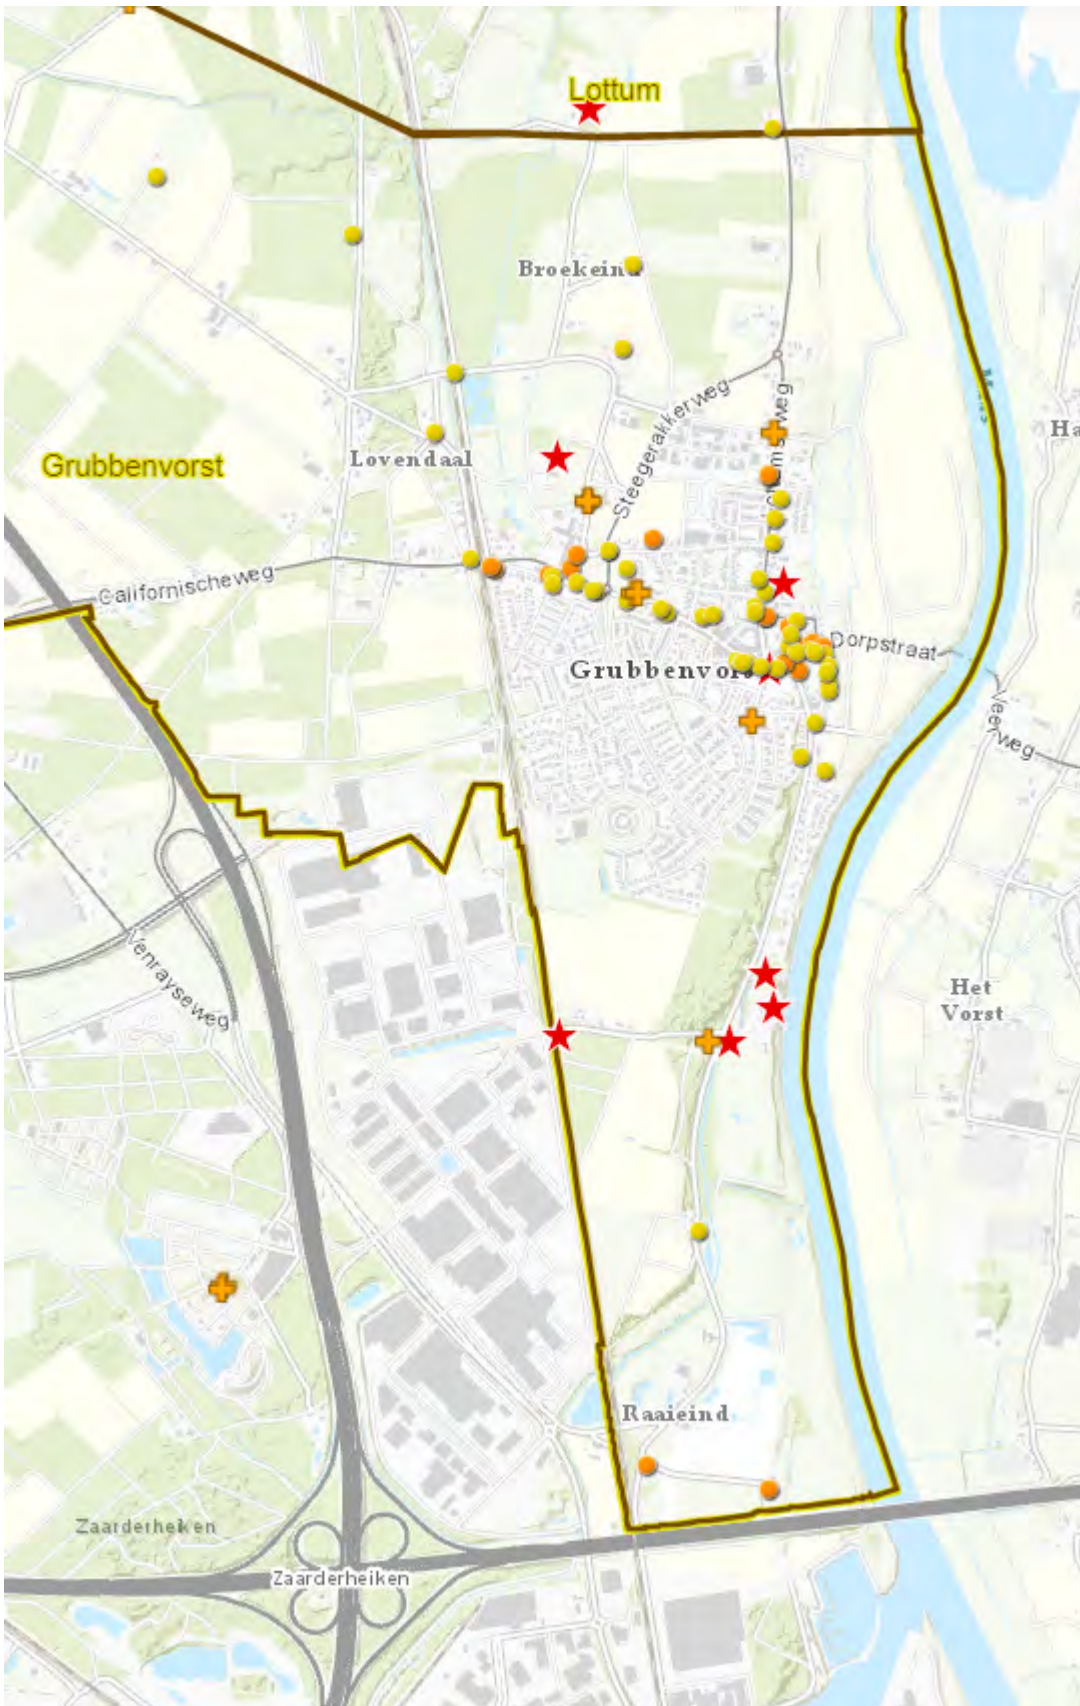 Lottum
Broekeind
Steegerakkerweg
Grubbenvorst
Lovendaal
Californischeweg
Dorpstraat
Grubbenvorst
Veerweg
Venrayseweg
Het
Vorst
Raaieind
Zaarderheiken
Zaarderheiken